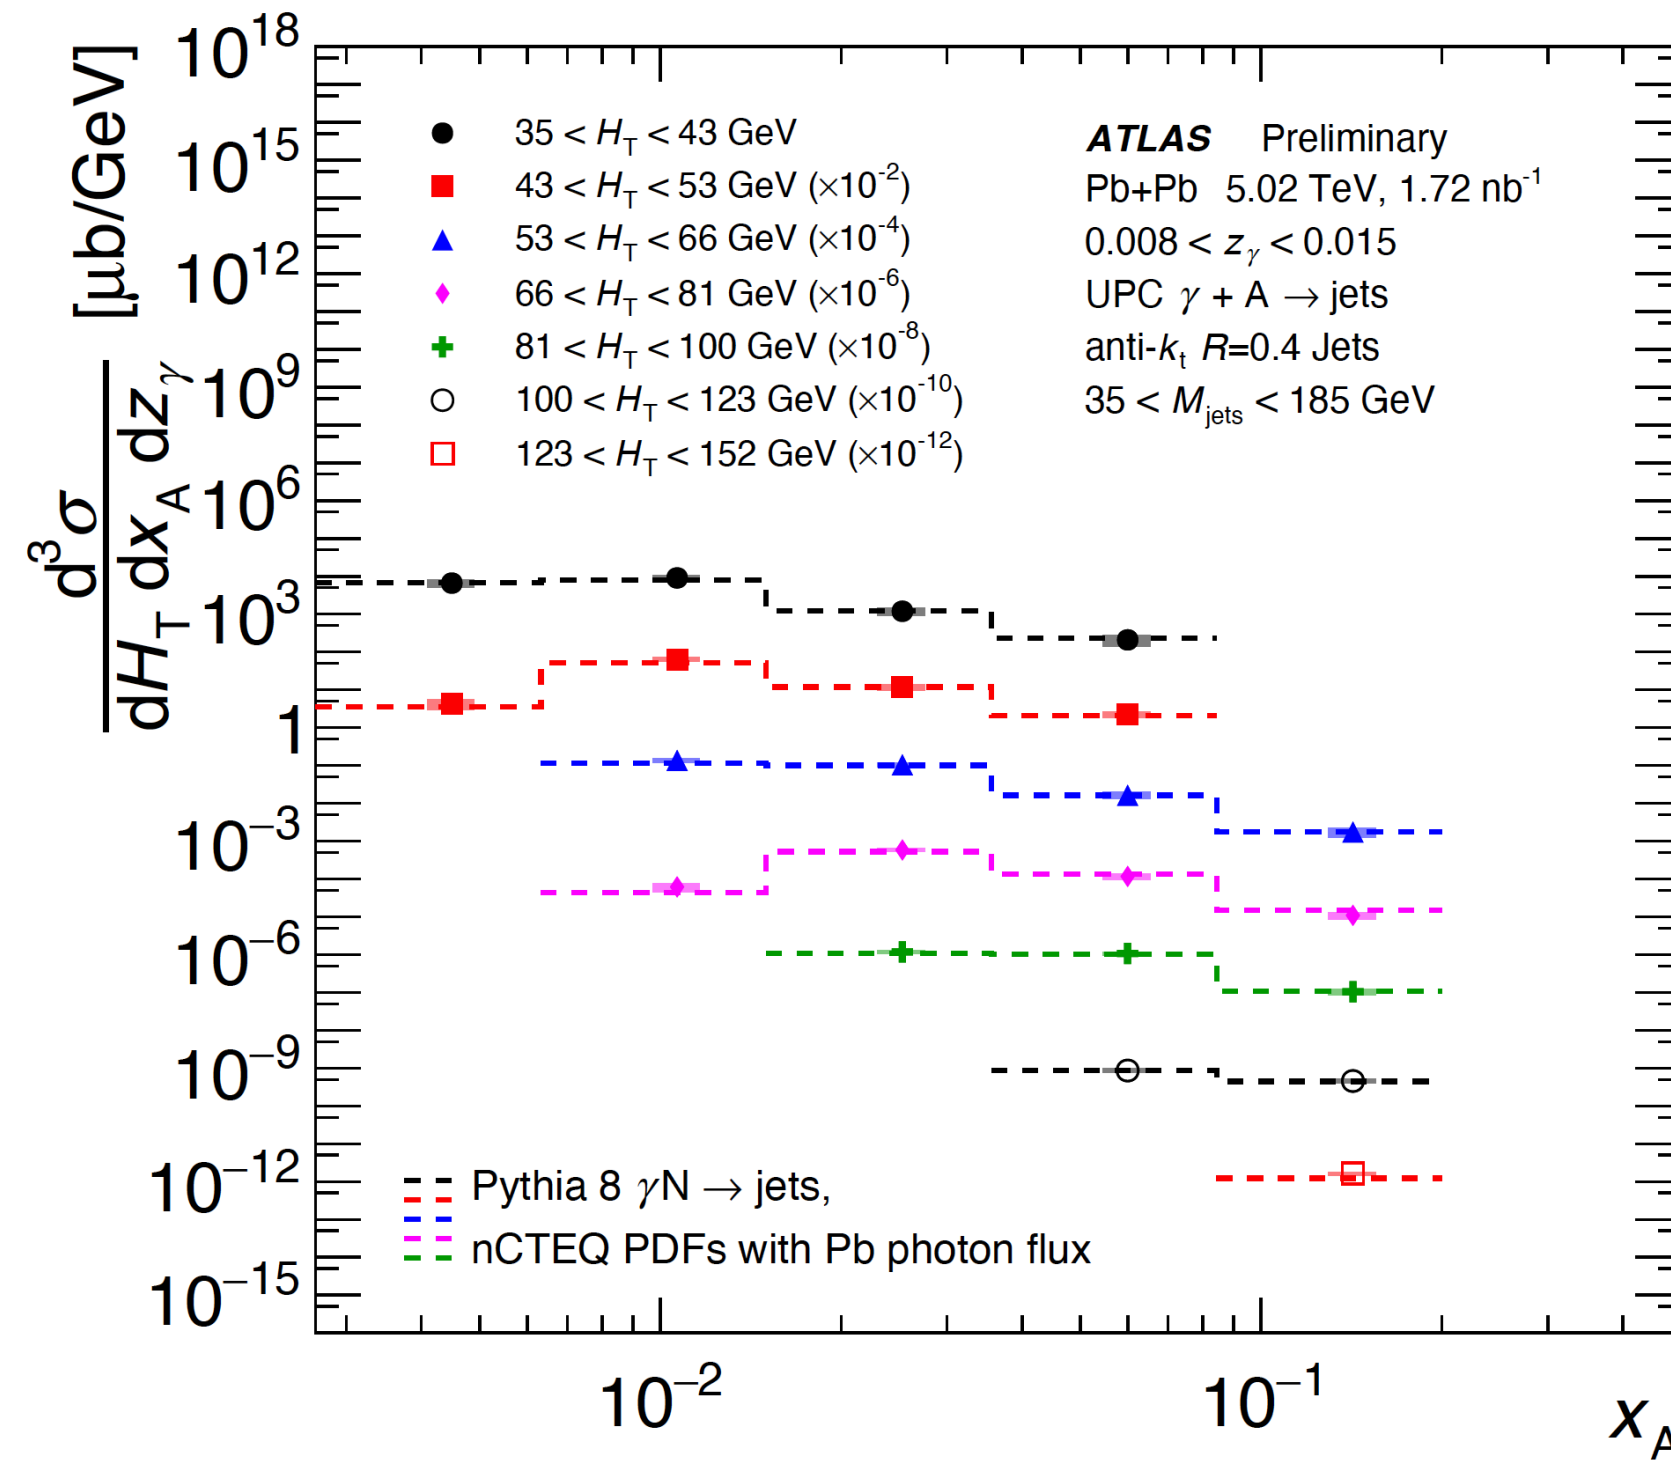 d³σ
dH_T dx_A dz_γ
[μb/GeV]
10^18
10^15
10^12
10^9
10^6
10^3
1
10^−3
10^−6
10^−9
10^−12
10^−15
35 < H_T < 43 GeV
43 < H_T < 53 GeV (×10^-2)
53 < H_T < 66 GeV (×10^-4)
66 < H_T < 81 GeV (×10^-6)
81 < H_T < 100 GeV (×10^-8)
100 < H_T < 123 GeV (×10^-10)
123 < H_T < 152 GeV (×10^-12)
ATLAS Preliminary
Pb+Pb 5.02 TeV, 1.72 nb^-1
0.008 < z_γ < 0.015
UPC γ + A → jets
anti-k_t R=0.4 Jets
35 < M_jets < 185 GeV
Pythia 8 γN → jets,
nCTEQ PDFs with Pb photon flux
10^−2
10^−1
x_A